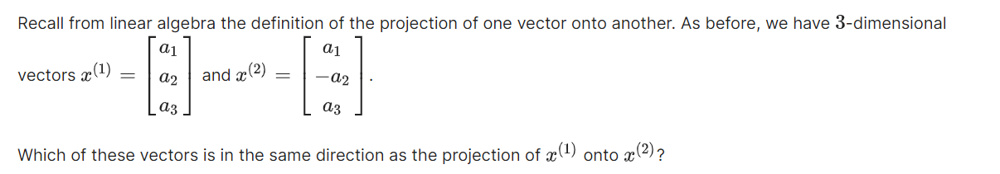 Recall from linear algebra the definition of the projection of one vector onto another. As before, we have 3-dimensional
vectors $x^{(1)} = \begin{bmatrix} a_1 \\ a_2 \\ a_3 \end{bmatrix}$ and $x^{(2)} = \begin{bmatrix} a_1 \\ -a_2 \\ a_3 \end{bmatrix}$.
Which of these vectors is in the same direction as the projection of $x^{(1)}$ onto $x^{(2)}$?